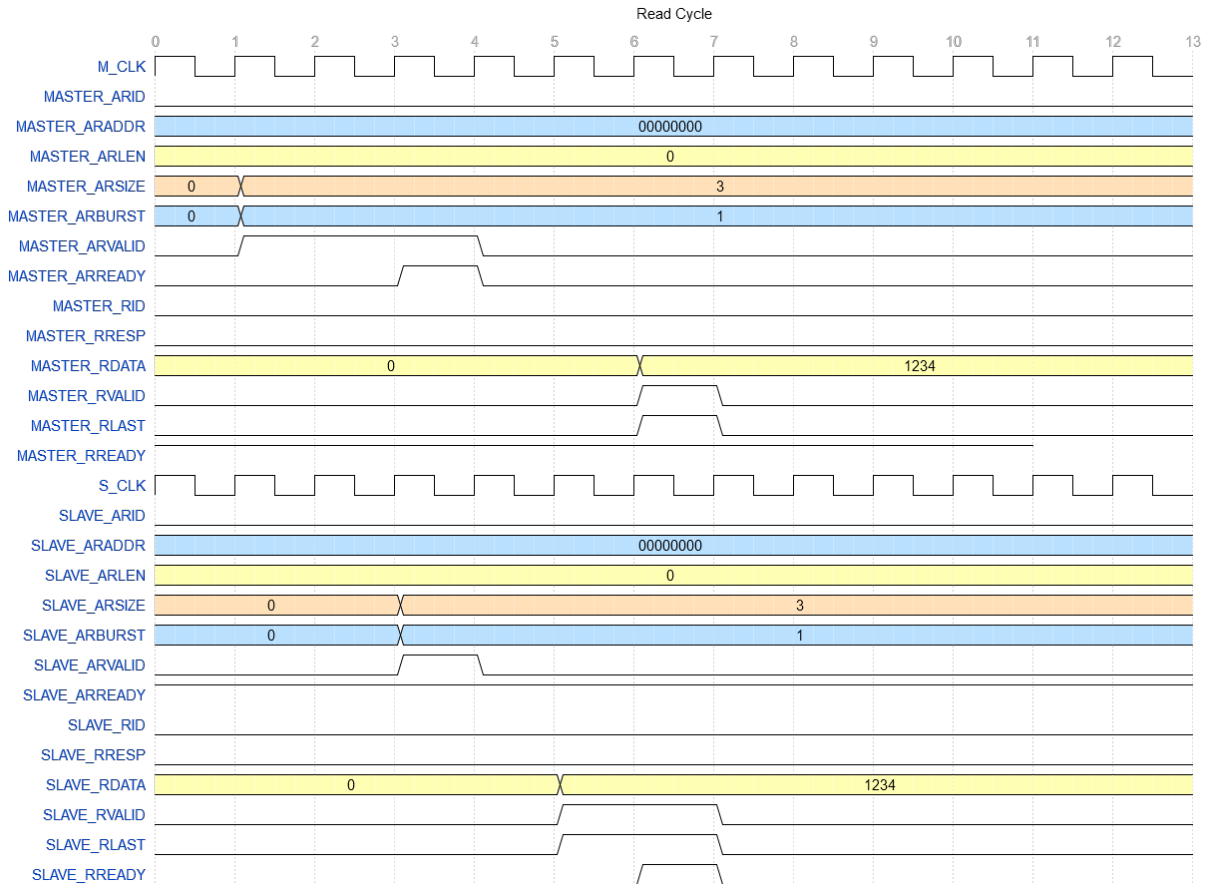 Read Cycle
0 1 2 3 4 5 6 7 8 9 10 11 12 13
M_CLK
MASTER_ARID
MASTER_ARADDR 00000000
MASTER_ARLEN 0
MASTER_ARSIZE 0 3
MASTER_ARBURST 0 1
MASTER_ARVALID
MASTER_ARREADY
MASTER_RID
MASTER_RRESP
MASTER_RDATA 0 1234
MASTER_RVALID
MASTER_RLAST
MASTER_RREADY
S_CLK
SLAVE_ARID
SLAVE_ARADDR 00000000
SLAVE_ARLEN 0
SLAVE_ARSIZE 0 3
SLAVE_ARBURST 0 1
SLAVE_ARVALID
SLAVE_ARREADY
SLAVE_RID
SLAVE_RRESP
SLAVE_RDATA 0 1234
SLAVE_RVALID
SLAVE_RLAST
SLAVE_RREADY